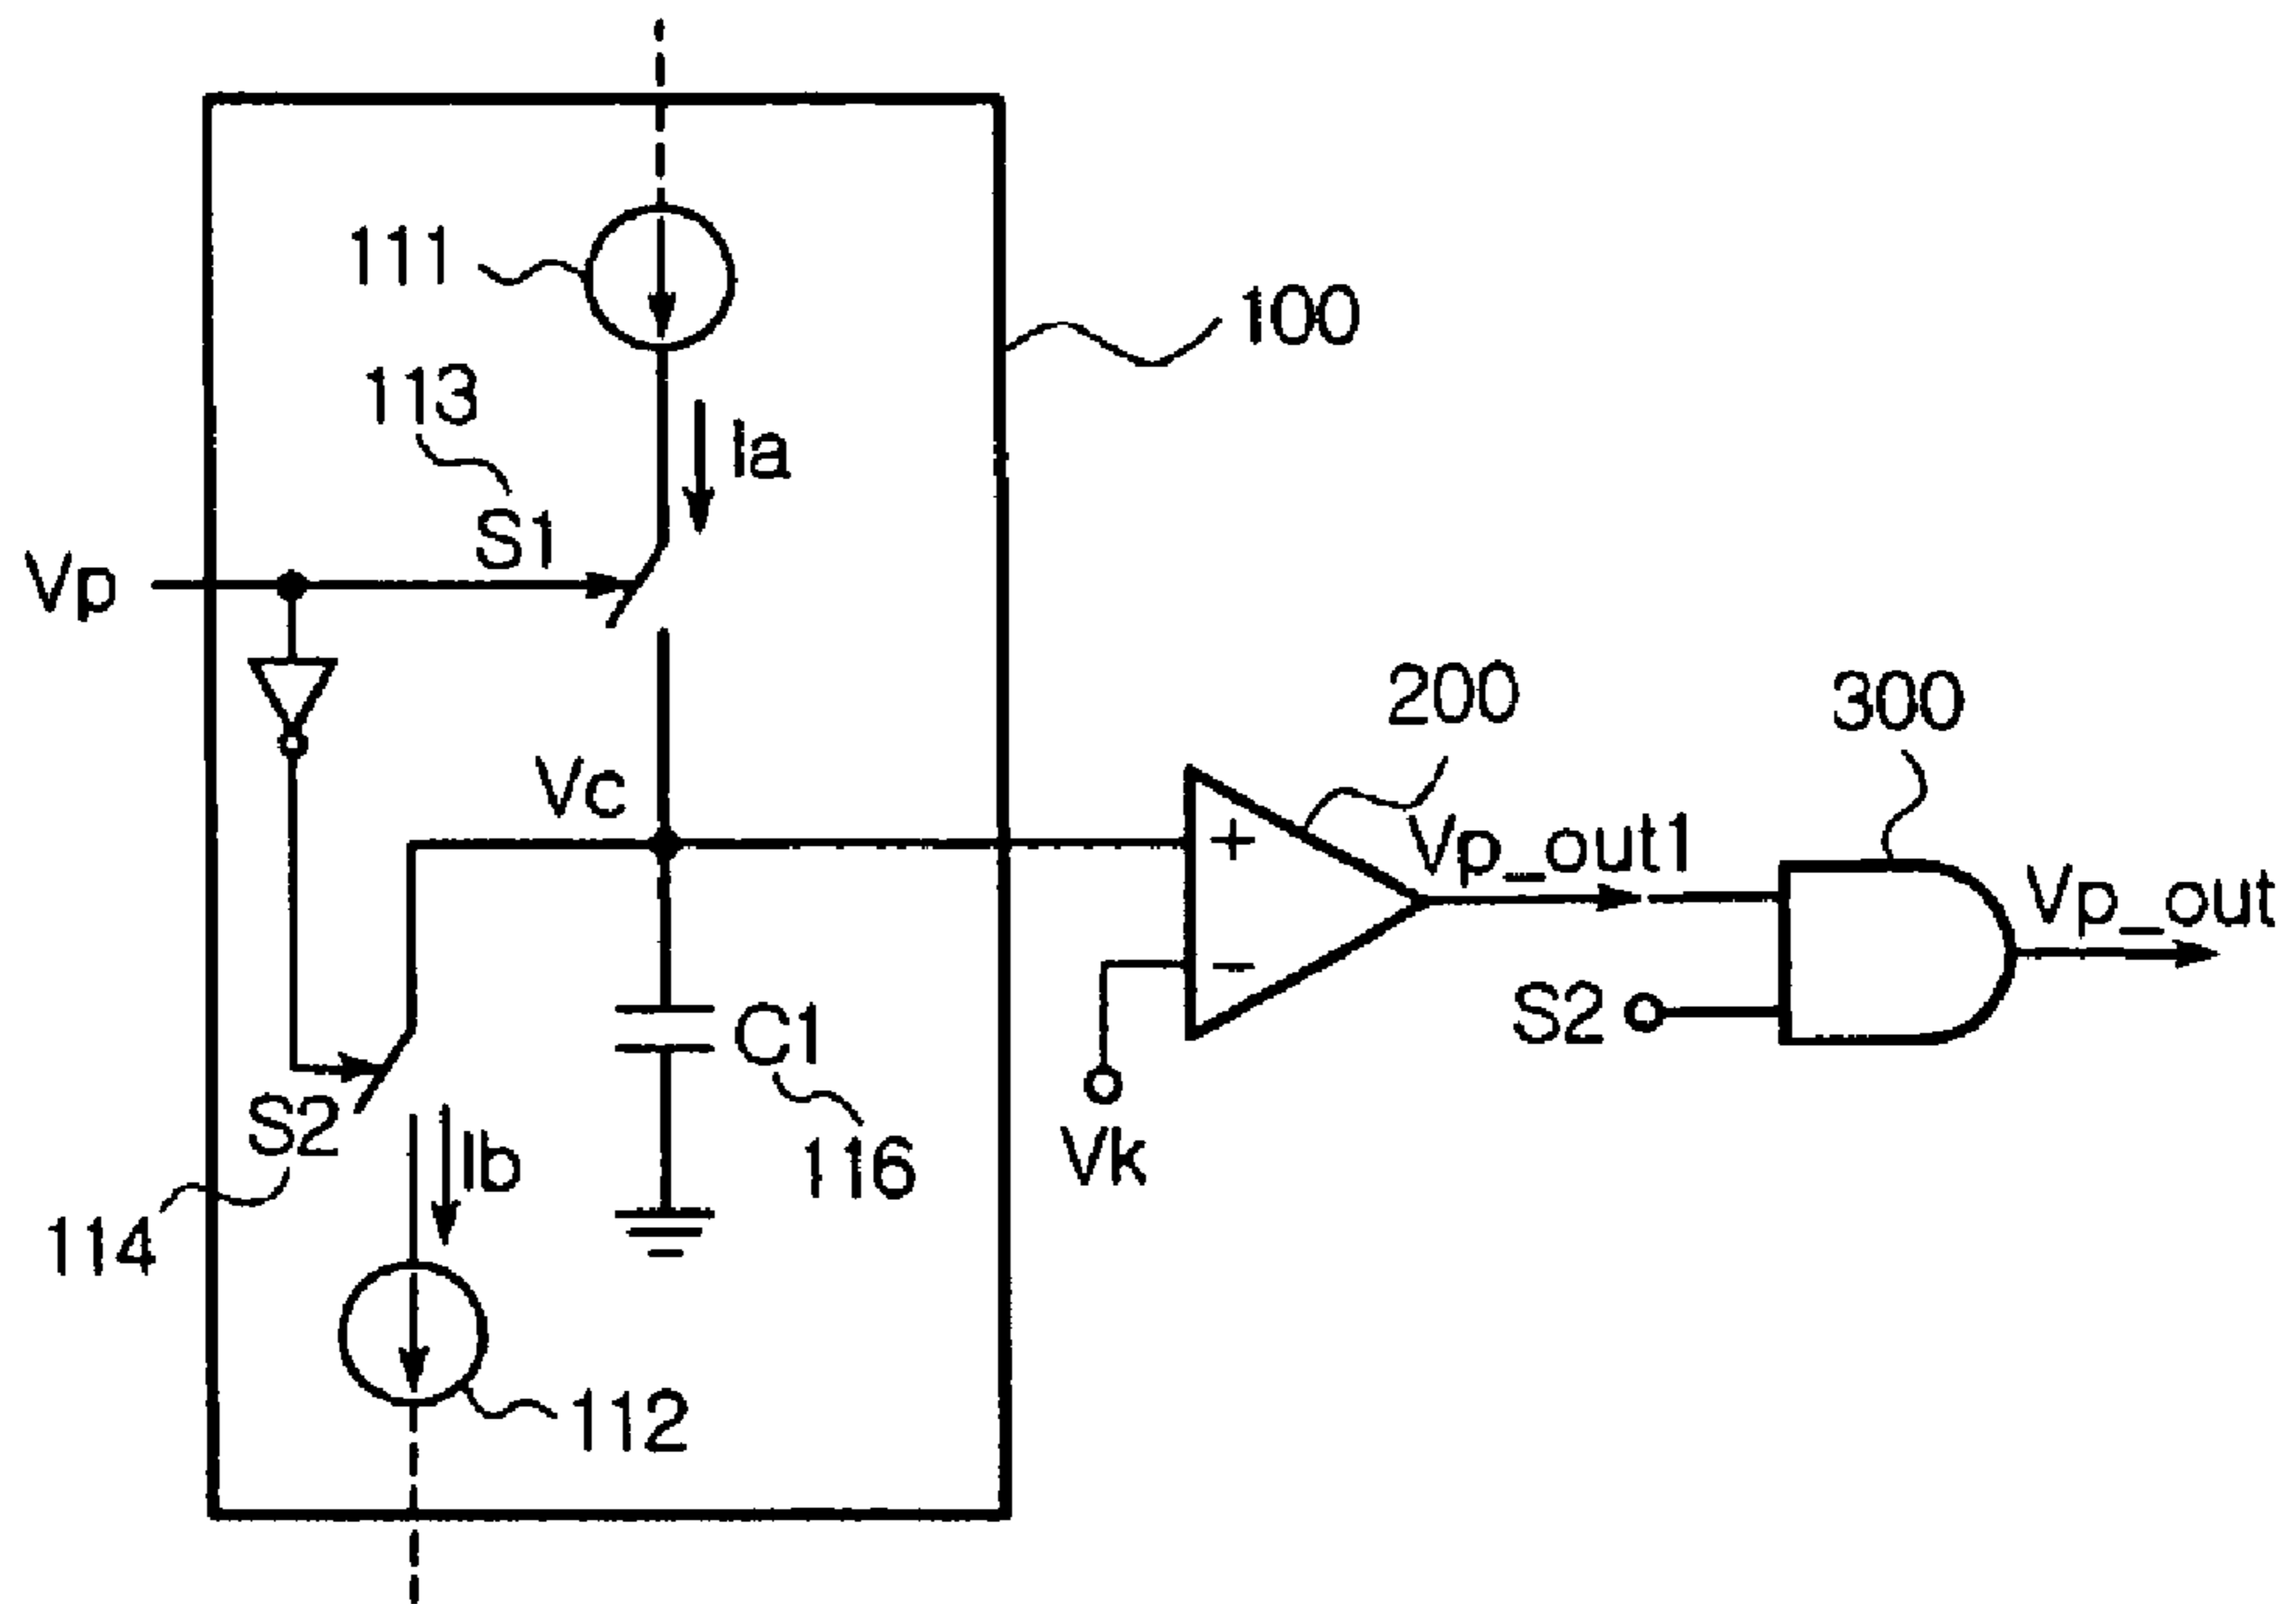 111
100
113
Ia
S1
Vp
200
300
Vc
Vp_out1
+
Vp_out
−
C1
S2
S2
Ib
116
Vk
114
112